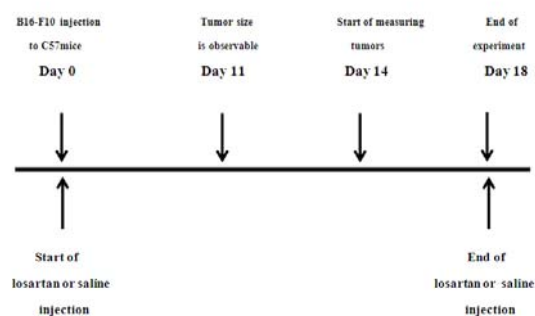 B16-F10 injection
to C57mice
Day 0
Tumor size
is observable
Day 11
Start of measuring
tumors
Day 14
End of
experiment
Day 18
Start of
losartan or saline
injection
End of
losartan or saline
injection